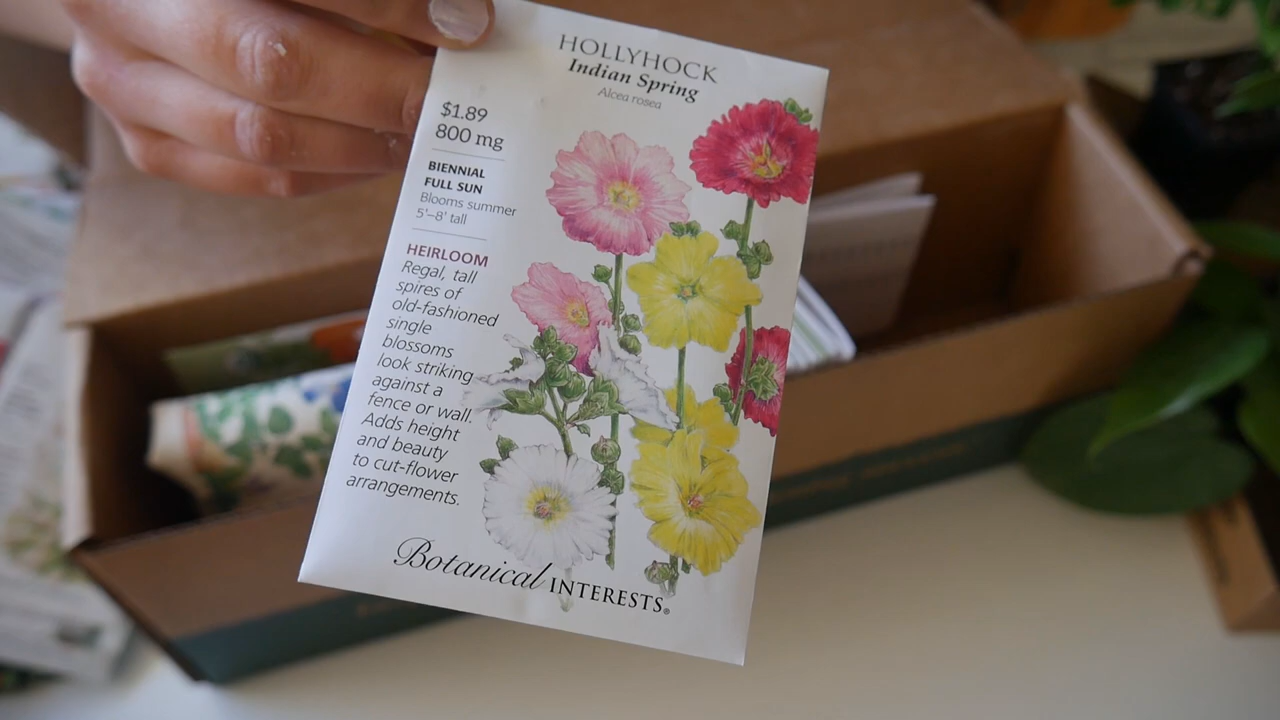 HOLLYHOCK
Indian Spring
Alcea rosea
$1.89
800 mg
BIENNIAL
FULL SUN
Blooms summer
5'–8' tall
HEIRLOOM
Regal, tall
spires of
old-fashioned
single
blossoms
look striking
against a
fence or wall.
Adds height
and beauty
to cut-flower
arrangements.
Botanical INTERESTS®